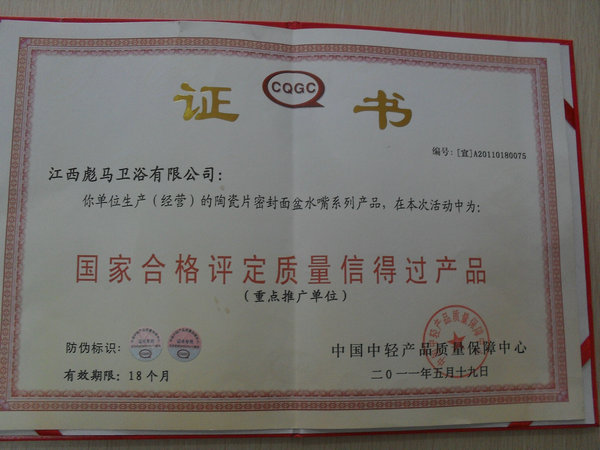 CQGC
证书
编号:[宜]A20110180075
江西彪马卫浴有限公司:
你单位生产(经营)的陶瓷片密封面盆水嘴系列产品,在本次活动中为:
国家合格评定质量信得过产品
(重点推广单位)
防伪标识:
中国中轻产品质量保障中心
有效期限:18个月
二0一一年五月十九日